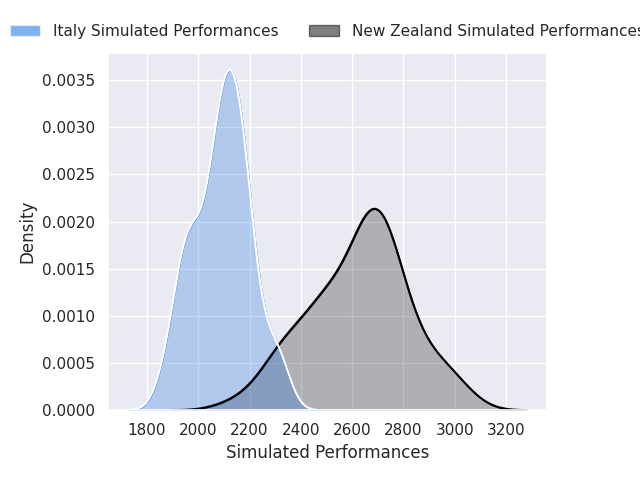 Italy Simulated Performances New Zealand Simulated Performances
0.0035
0.0030
0.0025
0.0020
0.0015
0.0010
0.0005
0.0000
Density
1800 2000 2200 2400 2600 2800 3000 3200
Simulated Performances